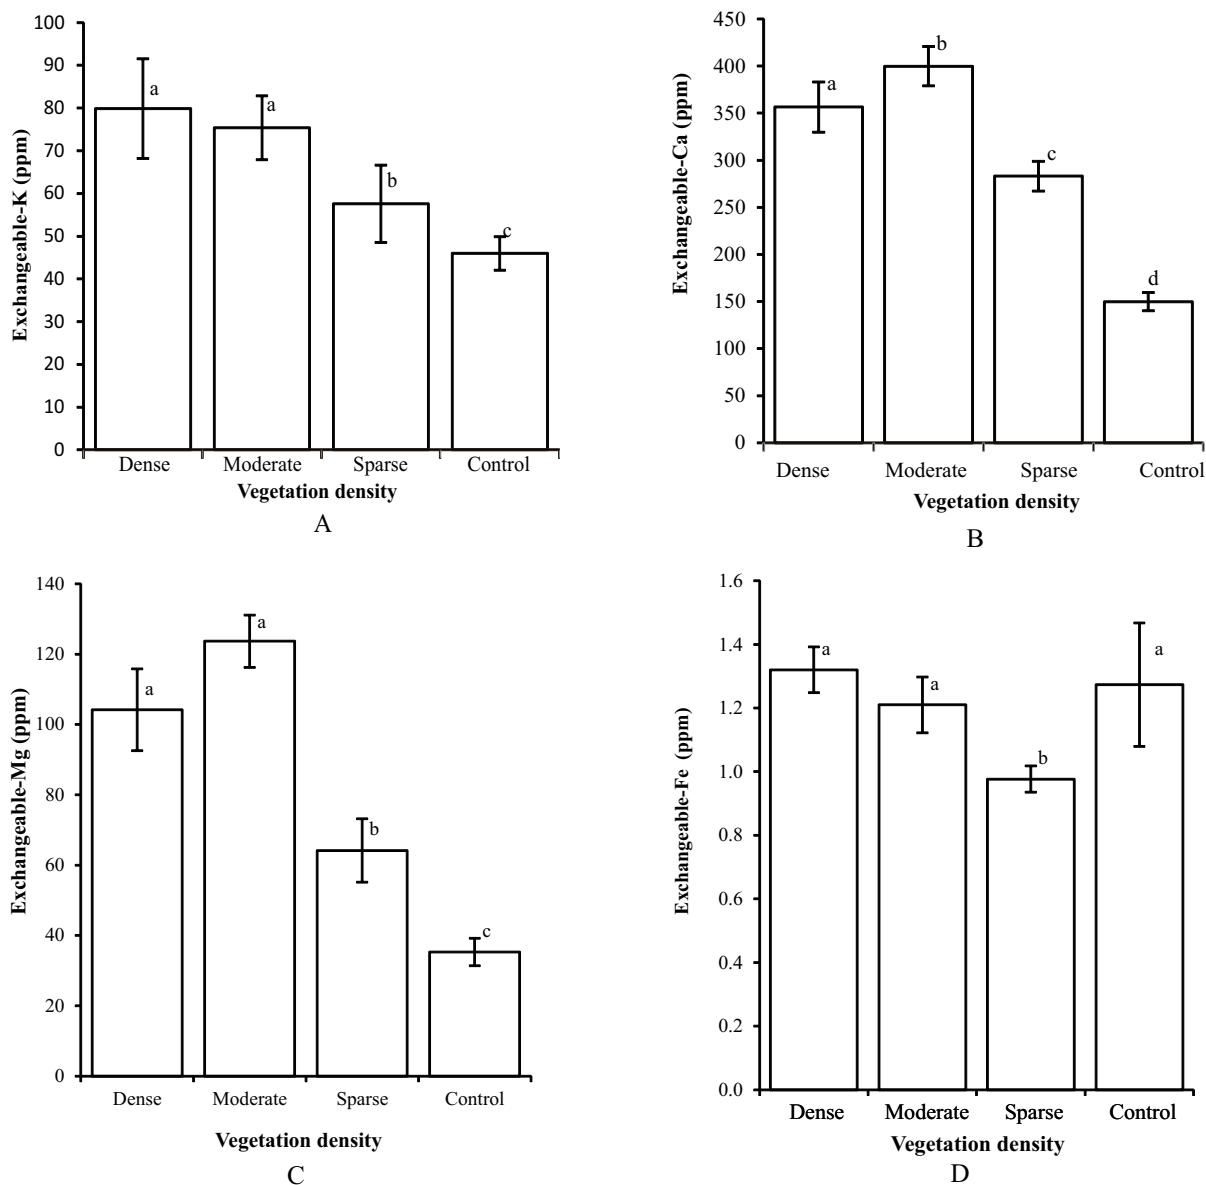 100
90
80
70
60
50
40
30
20
10
0
Exchangeable-K (ppm)
a
a
b
c
Dense Moderate Sparse Control
Vegetation density
A
450
400
350
300
250
200
150
100
50
0
Exchangeable-Ca (ppm)
a
b
c
d
Dense Moderate Sparse Control
Vegetation density
B
140
120
100
80
60
40
20
0
Exchangeable-Mg (ppm)
a
a
b
c
Dense Moderate Sparse Control
Vegetation density
C
1.6
1.4
1.2
1.0
0.8
0.6
0.4
0.2
0.0
Exchangeable-Fe (ppm)
a
a
b
a
Dense Moderate Sparse Control
Vegetation density
D